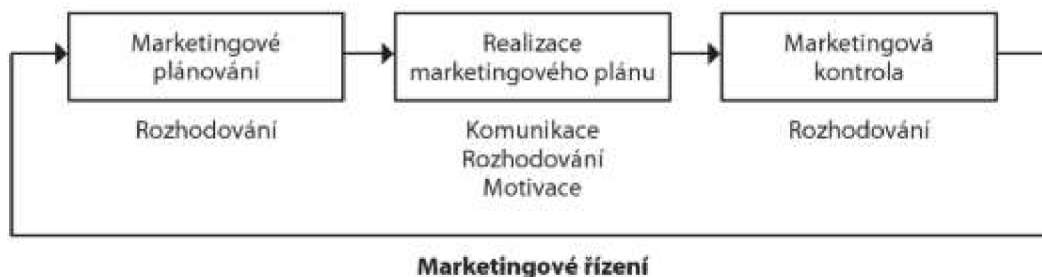 Marketingové
plánování
Realizace
marketingového plánu
Marketingová
kontrola
Rozhodování
Komunikace
Rozhodování
Motivace
Rozhodování
Marketingové řízení